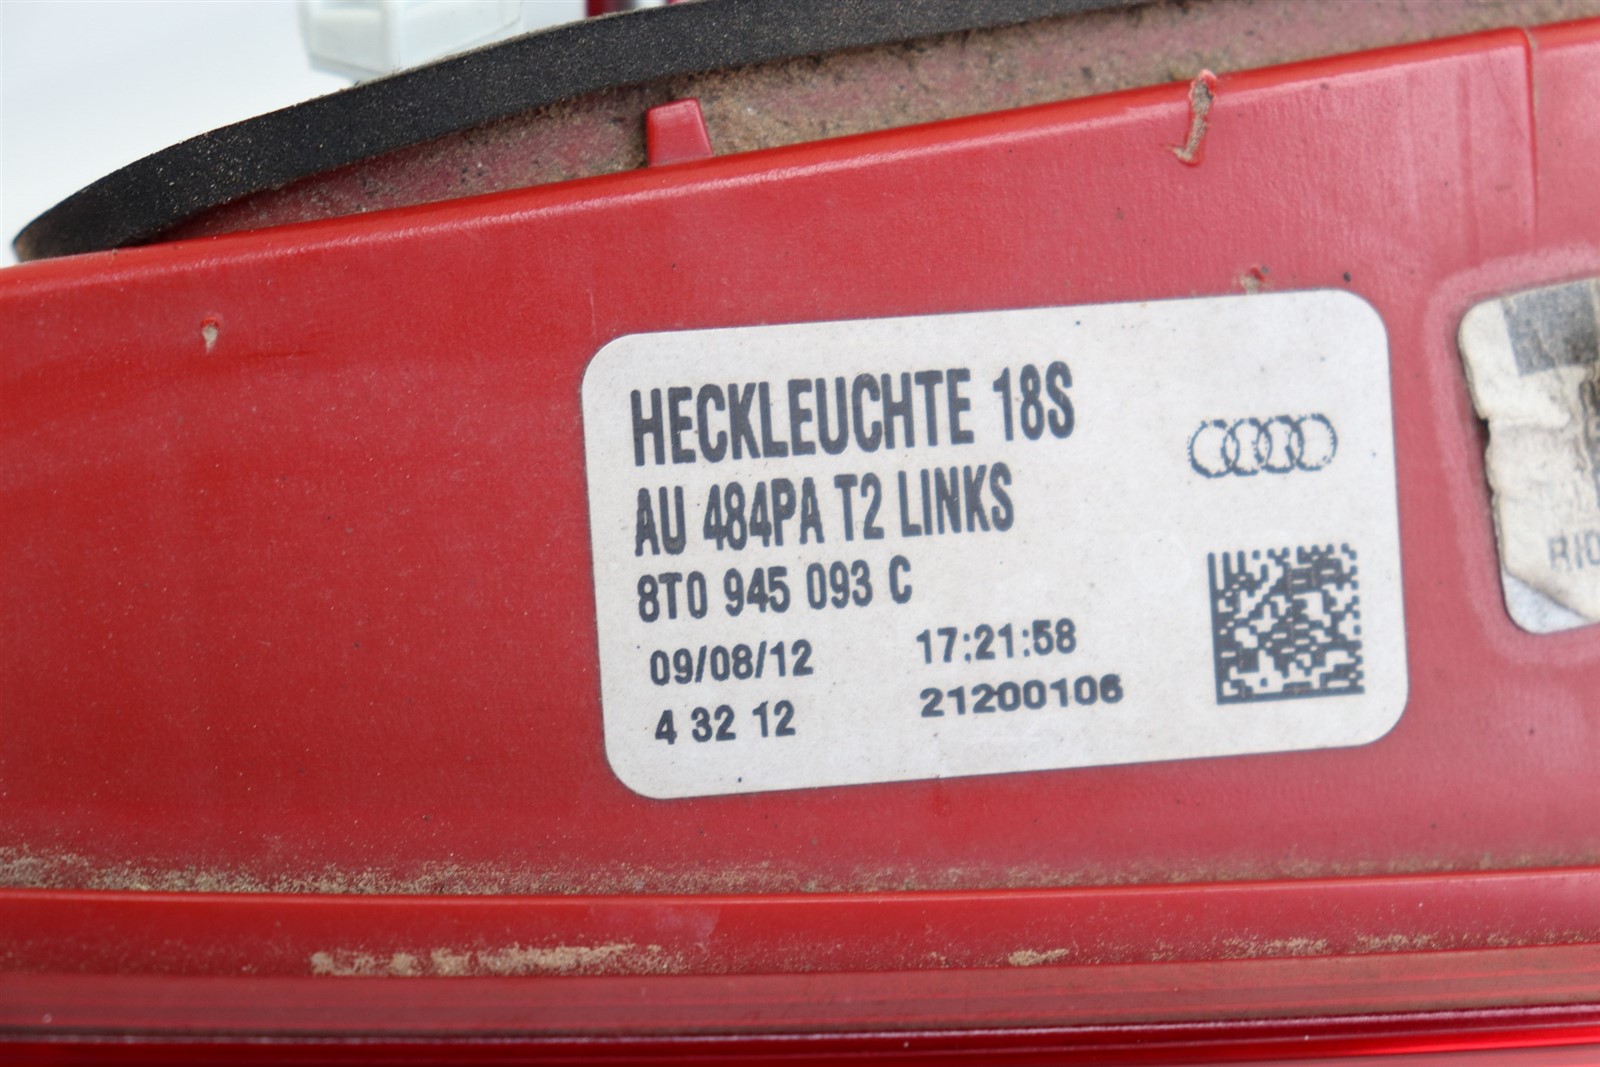 HECKLEUCHTE 18S
AU 484PA T2 LINKS
8T0 945 093 C
09/08/12 17:21:58
4 32 12 21200106